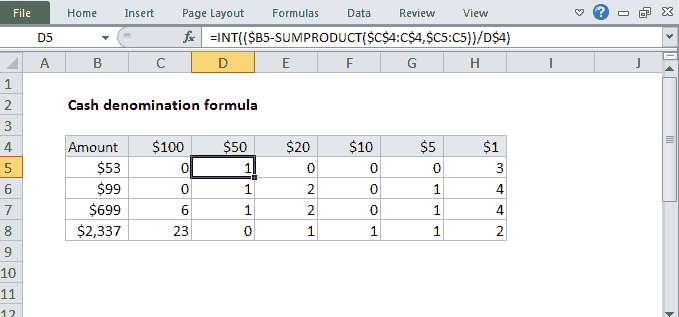 File Home Denomination Page Layout Formulas Data Review View
D5 fx =INT(($B5-SUMPRODUCT($C$4:C$4,$C5:C5))/D$4)
A B C D E F G H I J
1
2 Cash denomination formula
3
4 Amount $100 $50 $20 $10 $5 $1
5 $53 0 1 0 0 0 3
6 $99 0 1 2 0 1 4
7 $699 6 1 2 0 1 4
8 $2,337 23 0 1 1 1 2
9
10
11
12